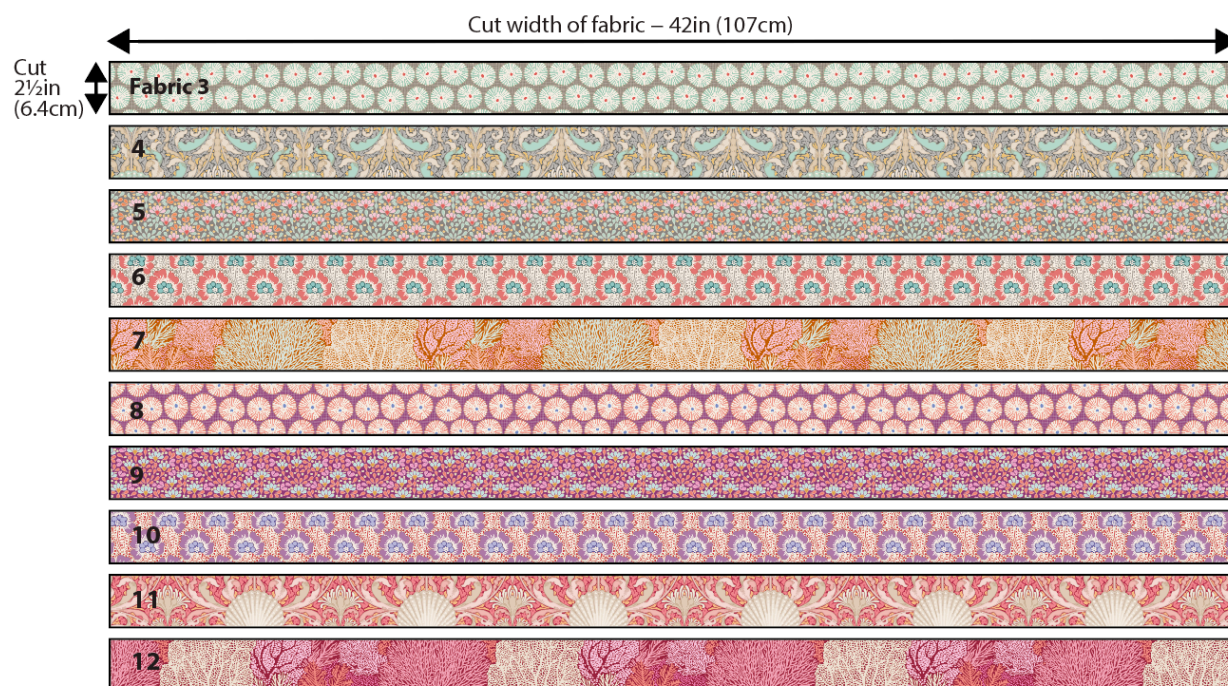 Cut width of fabric – 42in (107cm)
Cut
2½in
(6.4cm)
Fabric 3
4
5
6
7
8
9
10
11
12